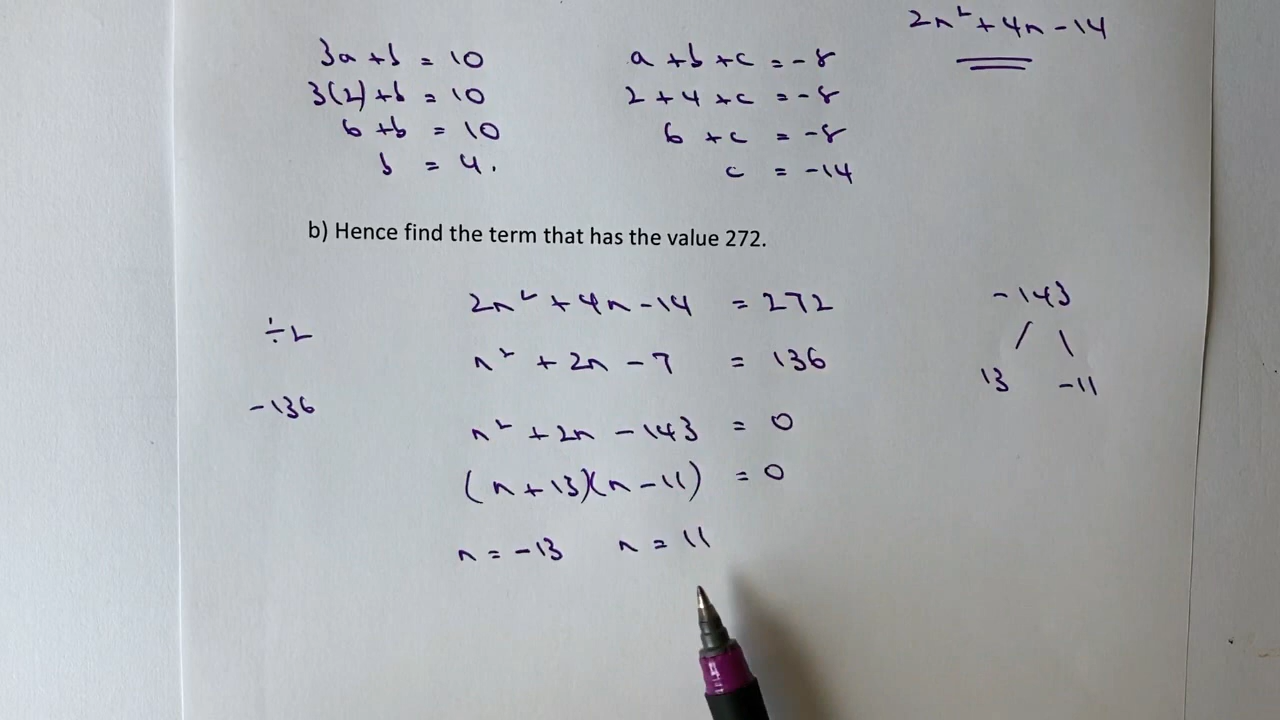 2n² + 4n - 14
3a + b = 10
3(2) + b = 10
6 + b = 10
b = 4.
a + b + c = -8
2 + 4 + c = -8
6 + c = -8
c = -14
b) Hence find the term that has the value 272.
2n² + 4n - 14 = 272
÷2
n² + 2n - 7 = 136
-136
n² + 2n - 143 = 0
(n + 13)(n - 11) = 0
n = -13 n = 11
-143
13 -11